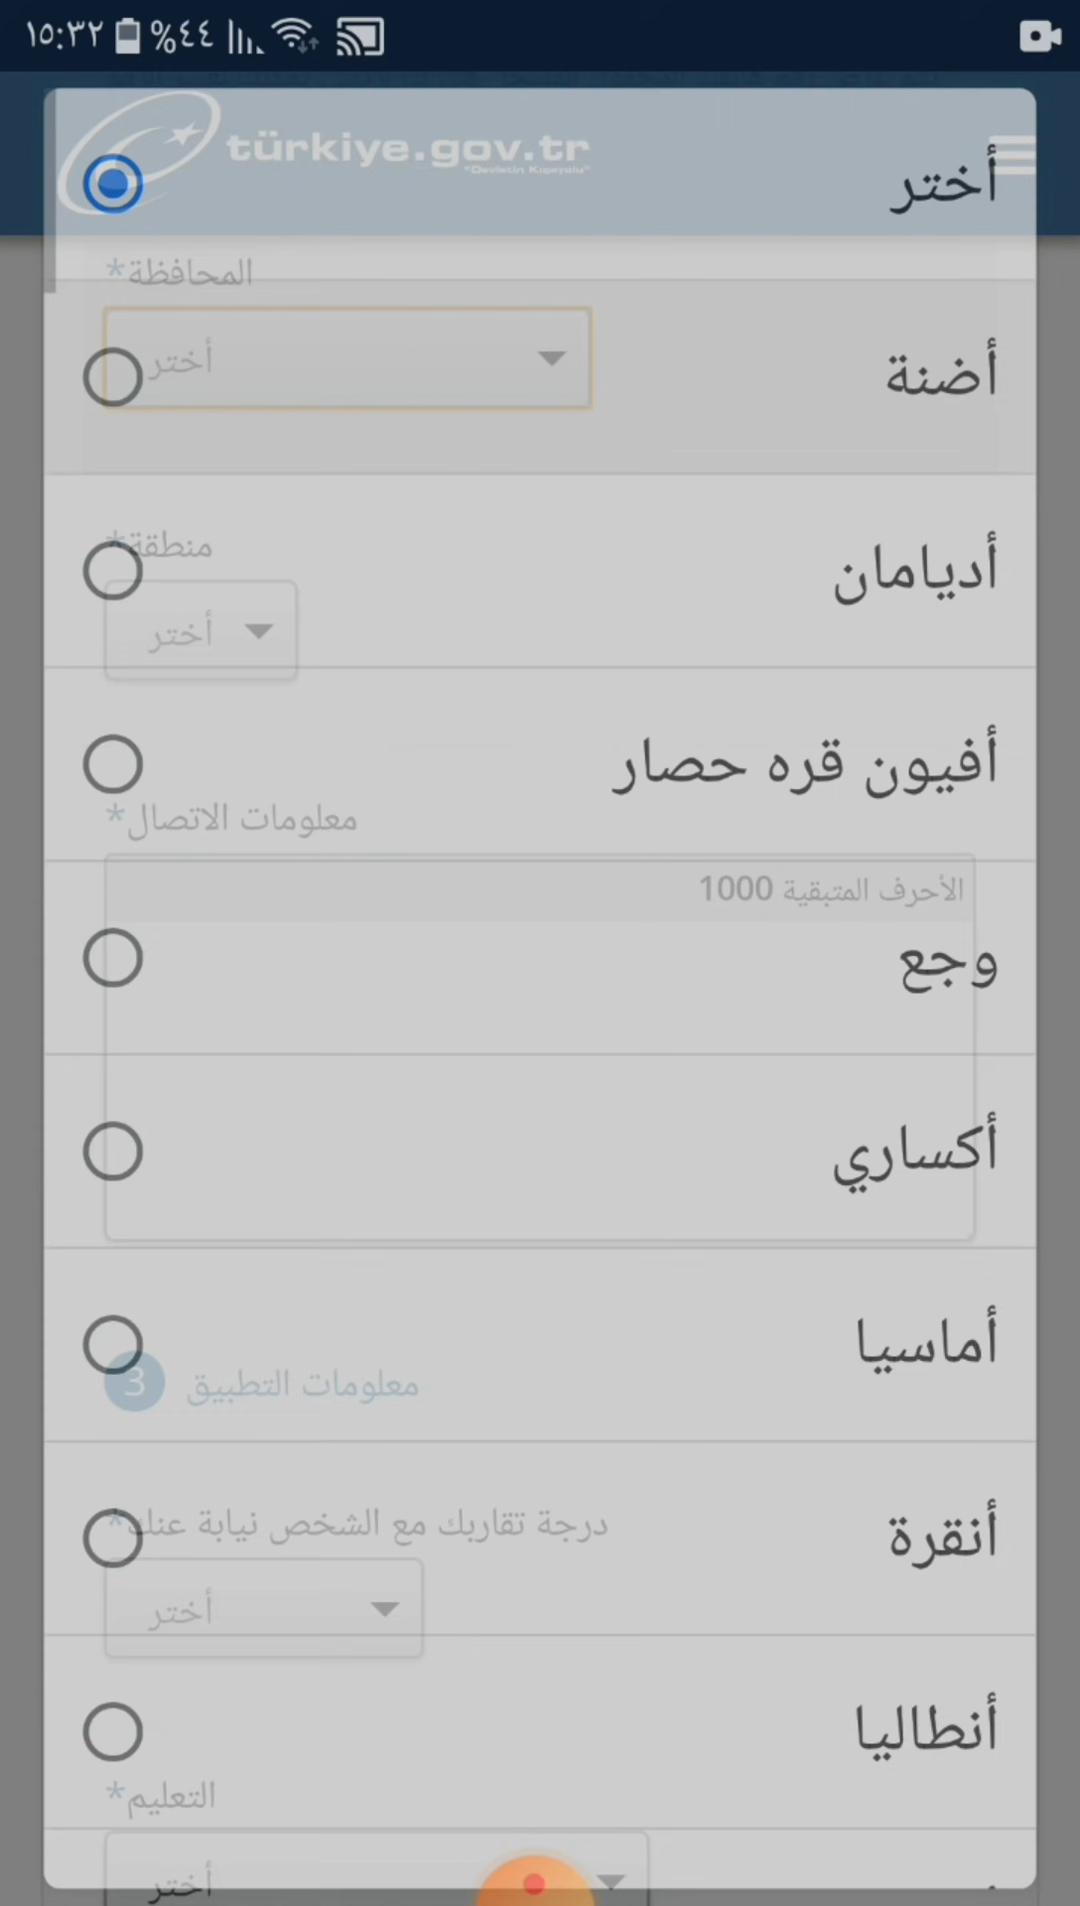 ١٥:٣٢ %٤٤
türkiye.gov.tr
"Devletin Kısayolu"
أختر
المحافظة*
أختر
أضنة
منطقة*
أديامان
أختر
أفيون قره حصار
معلومات الاتصال*
الأحرف المتبقية 1000
وجع
أكساري
أماسيا
3 معلومات التطبيق
درجة تقاربك مع الشخص نيابة عنك*
أنقرة
أختر
أنطاليا
التعليم*
أختر